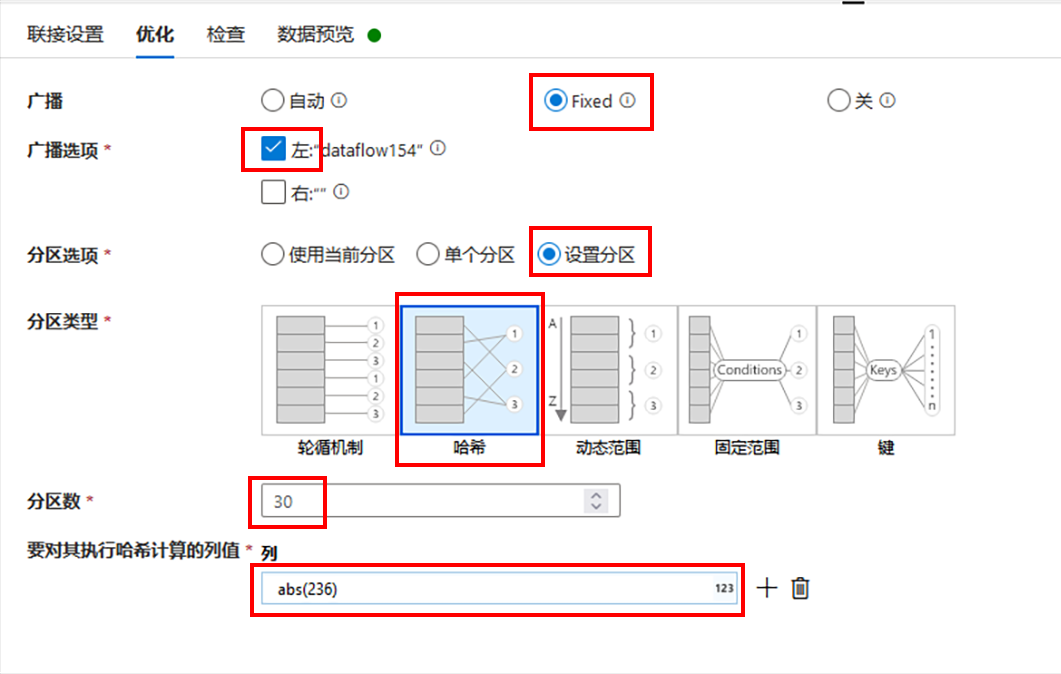 联接设置 优化 检查 数据预览
广播 自动 Fixed 关
广播选项 * 左:"dataflow154"
右:""
分区选项 * 使用当前分区 单个分区 设置分区
分区类型 *
1 2 3 1 2 3
1 2 3
A Z 1 2 3
Conditions 1 2 3
Keys 1 n
轮循机制 哈希 动态范围 固定范围 键
分区数 * 30
要对其执行哈希计算的列值 * 列
abs(236) 123